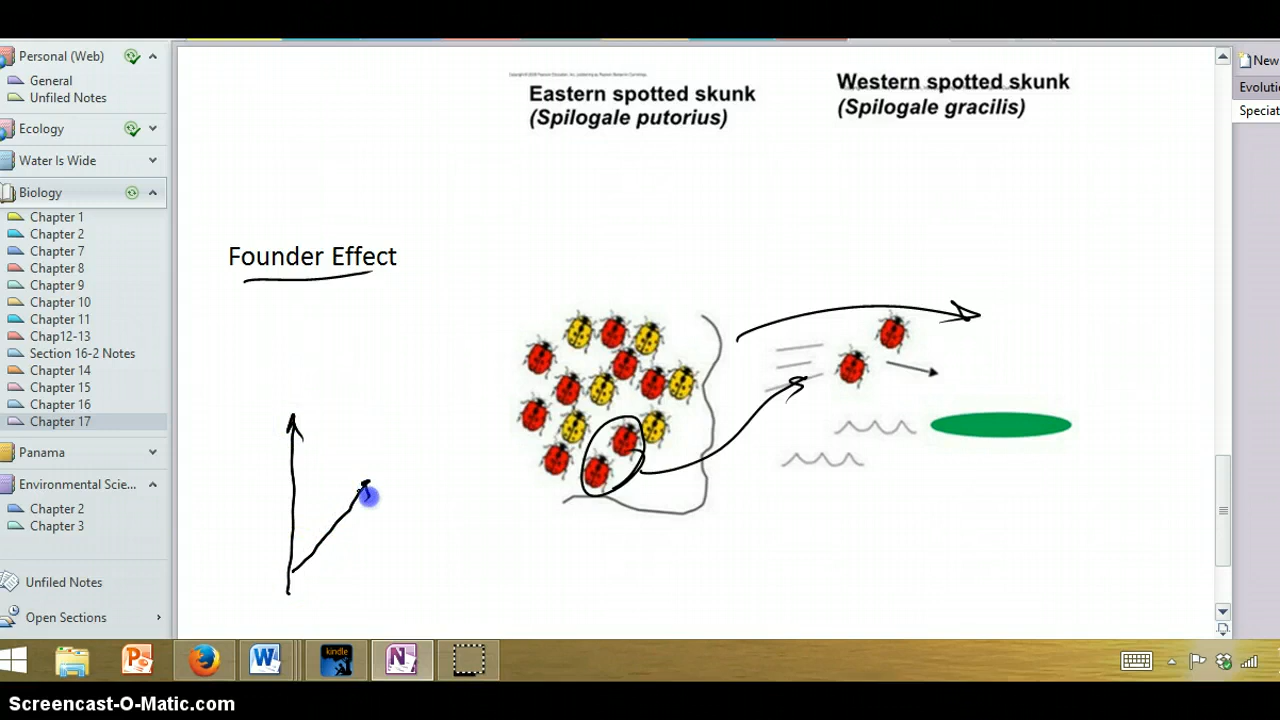 Personal (Web)
General
Unfiled Notes
Ecology
Water Is Wide
Biology
Chapter 1
Chapter 2
Chapter 7
Chapter 8
Chapter 9
Chapter 10
Chapter 11
Chap12-13
Section 16-2 Notes
Chapter 14
Chapter 15
Chapter 16
Chapter 17
Panama
Environmental Scie...
Chapter 2
Chapter 3
Unfiled Notes
Open Sections
Eastern spotted skunk
(Spilogale putorius)
Western spotted skunk
(Spilogale gracilis)
Founder Effect
New
Evoluti
Speciat
kindle
Screencast-O-Matic.com